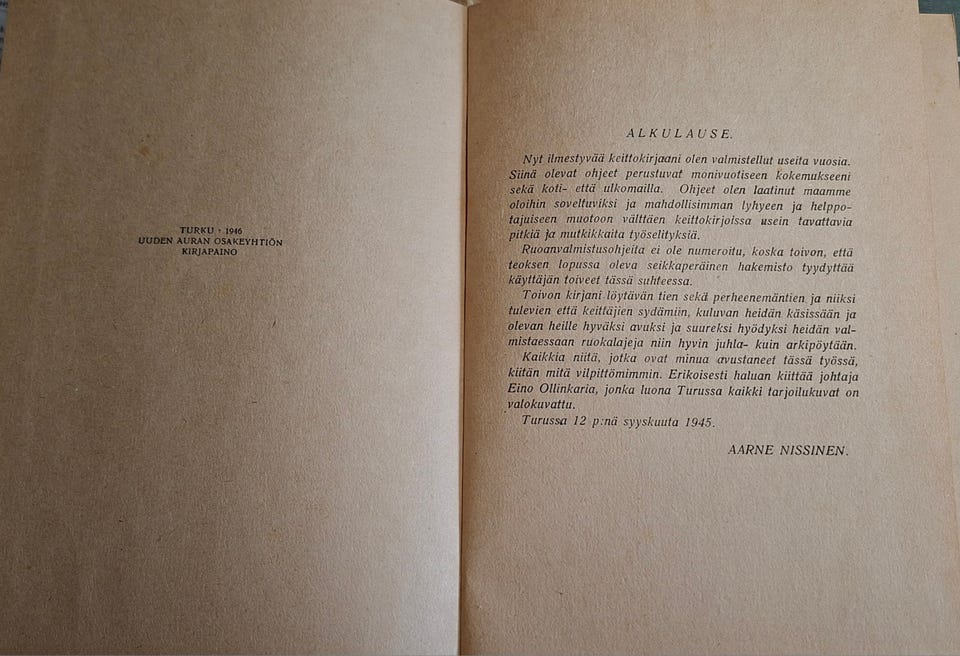 TURKU · 1946
UUDEN AURAN OSAKEYHTIÖN
KIRJAPAINO
ALKULAUSE.
Nyt ilmestyvää keittokirjaani olen valmistellut useita vuosia.
Siinä olevat ohjeet perustuvat monivuotiseen kokemukseeni
sekä koti- että ulkomailla. Ohjeet olen laatinut maamme
oloihin soveltuviksi ja mahdollisimman lyhyeen ja helppo-
tajuiseen muotoon välttäen keittokirjoissa usein tavattavia
pitkiä ja mutkikkaita työselityksiä.
Ruoanvalmistusohjeita ei ole numeroitu, koska toivon, että
teoksen lopussa oleva seikkaperäinen hakemisto tyydyttää
käyttäjän toiveet tässä suhteessa.
Toivon kirjani löytävän tien sekä perheenemäntien ja niiksi
tulevien että keittäjien sydämiin, kuluvan heidän käsissään ja
olevan heille hyväksi avuksi ja suureksi hyödyksi heidän val-
mistaessaan ruokalajeja niin hyvin juhla- kuin arkipöytään.
Kaikkia niitä, jotka ovat minua avustaneet tässä työssä,
kiitän mitä vilpittömimmin. Erikoisesti haluan kiittää johtaja
Eino Ollinkaria, jonka luona Turussa kaikki tarjoilukuvat on
valokuvattu.
Turussa 12 p:nä syyskuuta 1945.
AARNE NISSINEN.